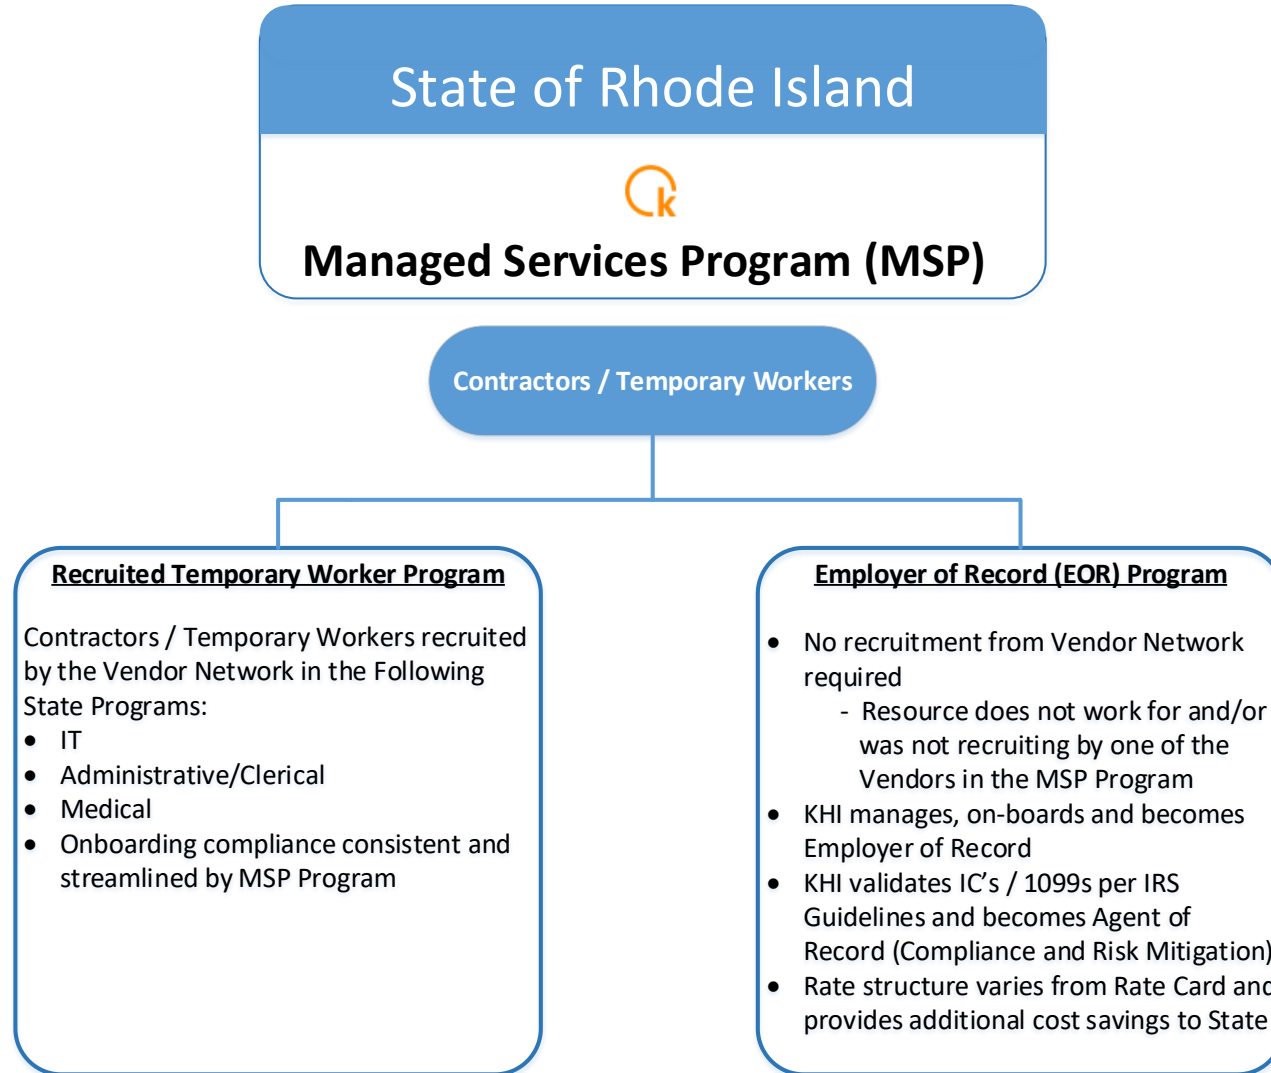 State of Rhode Island
k
Managed Services Program (MSP)
Contractors / Temporary Workers
Recruited Temporary Worker Program
Contractors / Temporary Workers recruited
by the Vendor Network in the Following
State Programs:
• IT
• Administrative/Clerical
• Medical
• Onboarding compliance consistent and
streamlined by MSP Program
Employer of Record (EOR) Program
• No recruitment from Vendor Network
required
- Resource does not work for and/or
was not recruiting by one of the
Vendors in the MSP Program
• KHI manages, on-boards and becomes
Employer of Record
• KHI validates IC’s / 1099s per IRS
Guidelines and becomes Agent of
Record (Compliance and Risk Mitigation)
• Rate structure varies from Rate Card and
provides additional cost savings to State